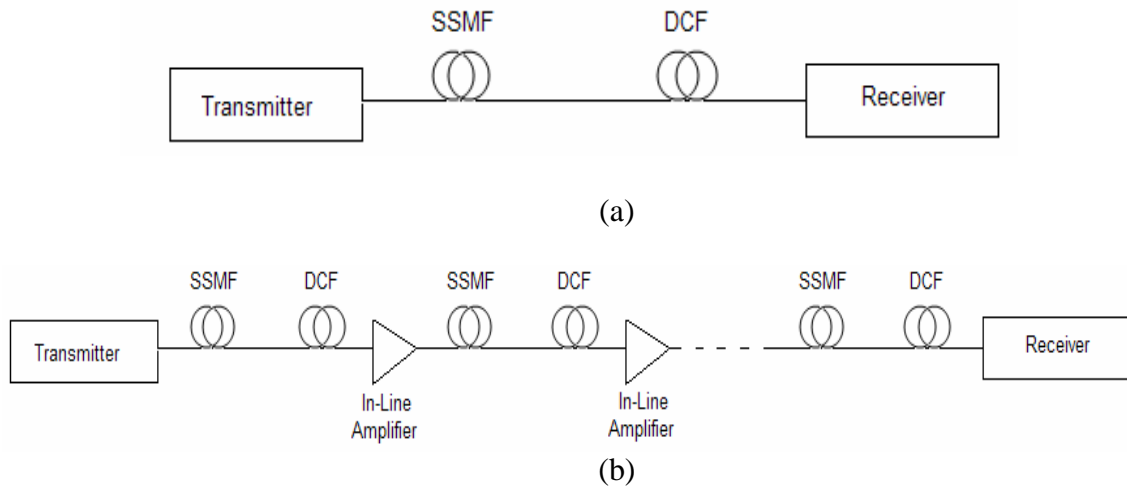 SSMF DCF
Transmitter Receiver
(a)
SSMF DCF SSMF DCF SSMF DCF
Transmitter Receiver
In-Line In-Line
Amplifier Amplifier
(b)